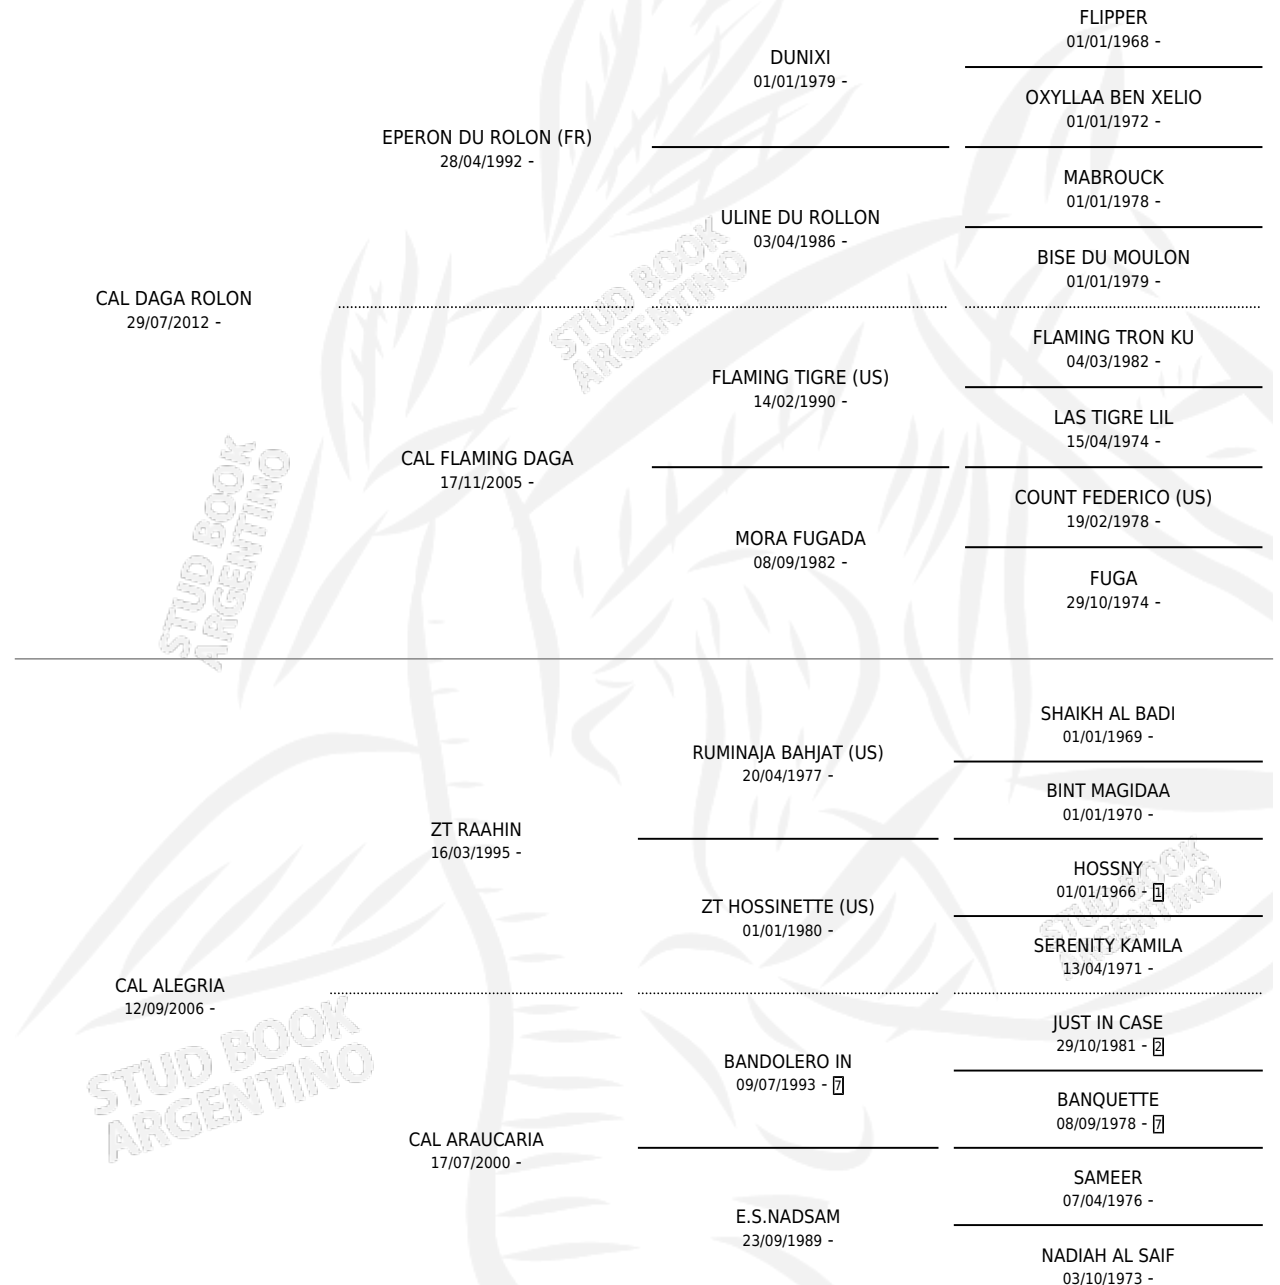 FLIPPER
01/01/1968 -
DUNIXI
01/01/1979 -
OXYLLAA BEN XELIO
01/01/1972 -
EPERON DU ROLON (FR)
28/04/1992 -
MABROUCK
01/01/1978 -
ULINE DU ROLLON
03/04/1986 -
BISE DU MOULON
01/01/1979 -
CAL DAGA ROLON
29/07/2012 -
STUD BOOK
ARGENTINO
FLAMING TRON KU
04/03/1982 -
FLAMING TIGRE (US)
14/02/1990 -
LAS TIGRE LIL
15/04/1974 -
CAL FLAMING DAGA
17/11/2005 -
COUNT FEDERICO (US)
19/02/1978 -
MORA FUGADA
08/09/1982 -
FUGA
29/10/1974 -
STUD BOOK
ARGENTINO
SHAIKH AL BADI
01/01/1969 -
RUMINAJA BAHJAT (US)
20/04/1977 -
BINT MAGIDAA
01/01/1970 -
ZT RAAHIN
16/03/1995 -
HOSSNY
01/01/1966 - 1
ZT HOSSINETTE (US)
01/01/1980 -
STUD BOOK
ARGENTINO
SERENITY KAMILA
13/04/1971 -
CAL ALEGRIA
12/09/2006 -
JUST IN CASE
29/10/1981 - 2
BANDOLERO IN
09/07/1993 - 7
BANQUETTE
08/09/1978 - 7
STUD BOOK
ARGENTINO
CAL ARAUCARIA
17/07/2000 -
SAMEER
07/04/1976 -
E.S.NADSAM
23/09/1989 -
NADIAH AL SAIF
03/10/1973 -